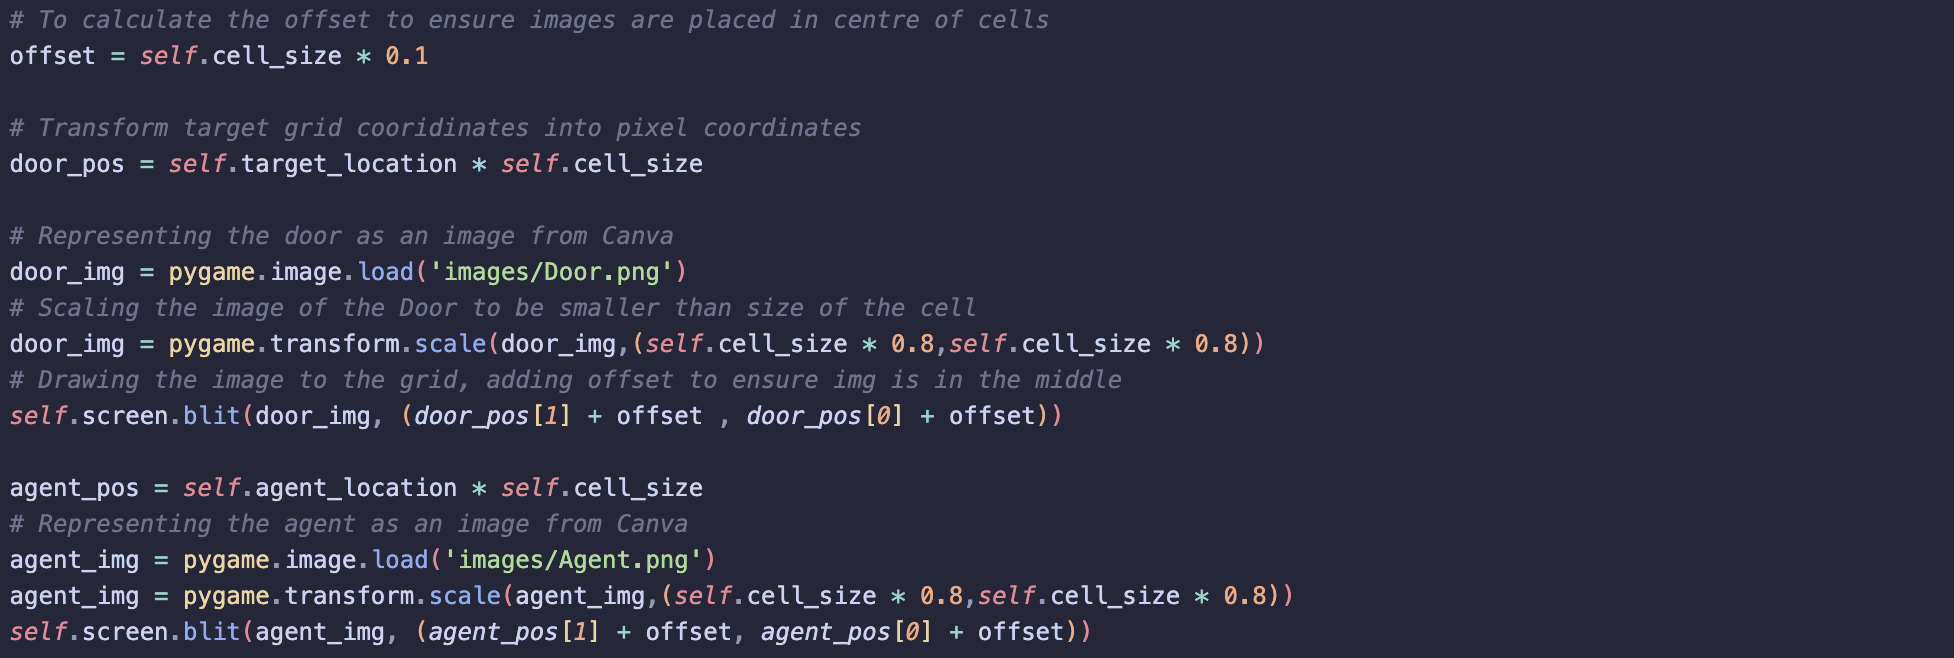 # To calculate the offset to ensure images are placed in centre of cells
offset = self.cell_size * 0.1
# Transform target grid cooridinates into pixel coordinates
door_pos = self.target_location * self.cell_size
# Representing the door as an image from Canva
door_img = pygame.image.load('images/Door.png')
# Scaling the image of the Door to be smaller than size of the cell
door_img = pygame.transform.scale(door_img,(self.cell_size * 0.8,self.cell_size * 0.8))
# Drawing the image to the grid, adding offset to ensure img is in the middle
self.screen.blit(door_img, (door_pos[1] + offset , door_pos[0] + offset))
agent_pos = self.agent_location * self.cell_size
# Representing the agent as an image from Canva
agent_img = pygame.image.load('images/Agent.png')
agent_img = pygame.transform.scale(agent_img,(self.cell_size * 0.8,self.cell_size * 0.8))
self.screen.blit(agent_img, (agent_pos[1] + offset, agent_pos[0] + offset))